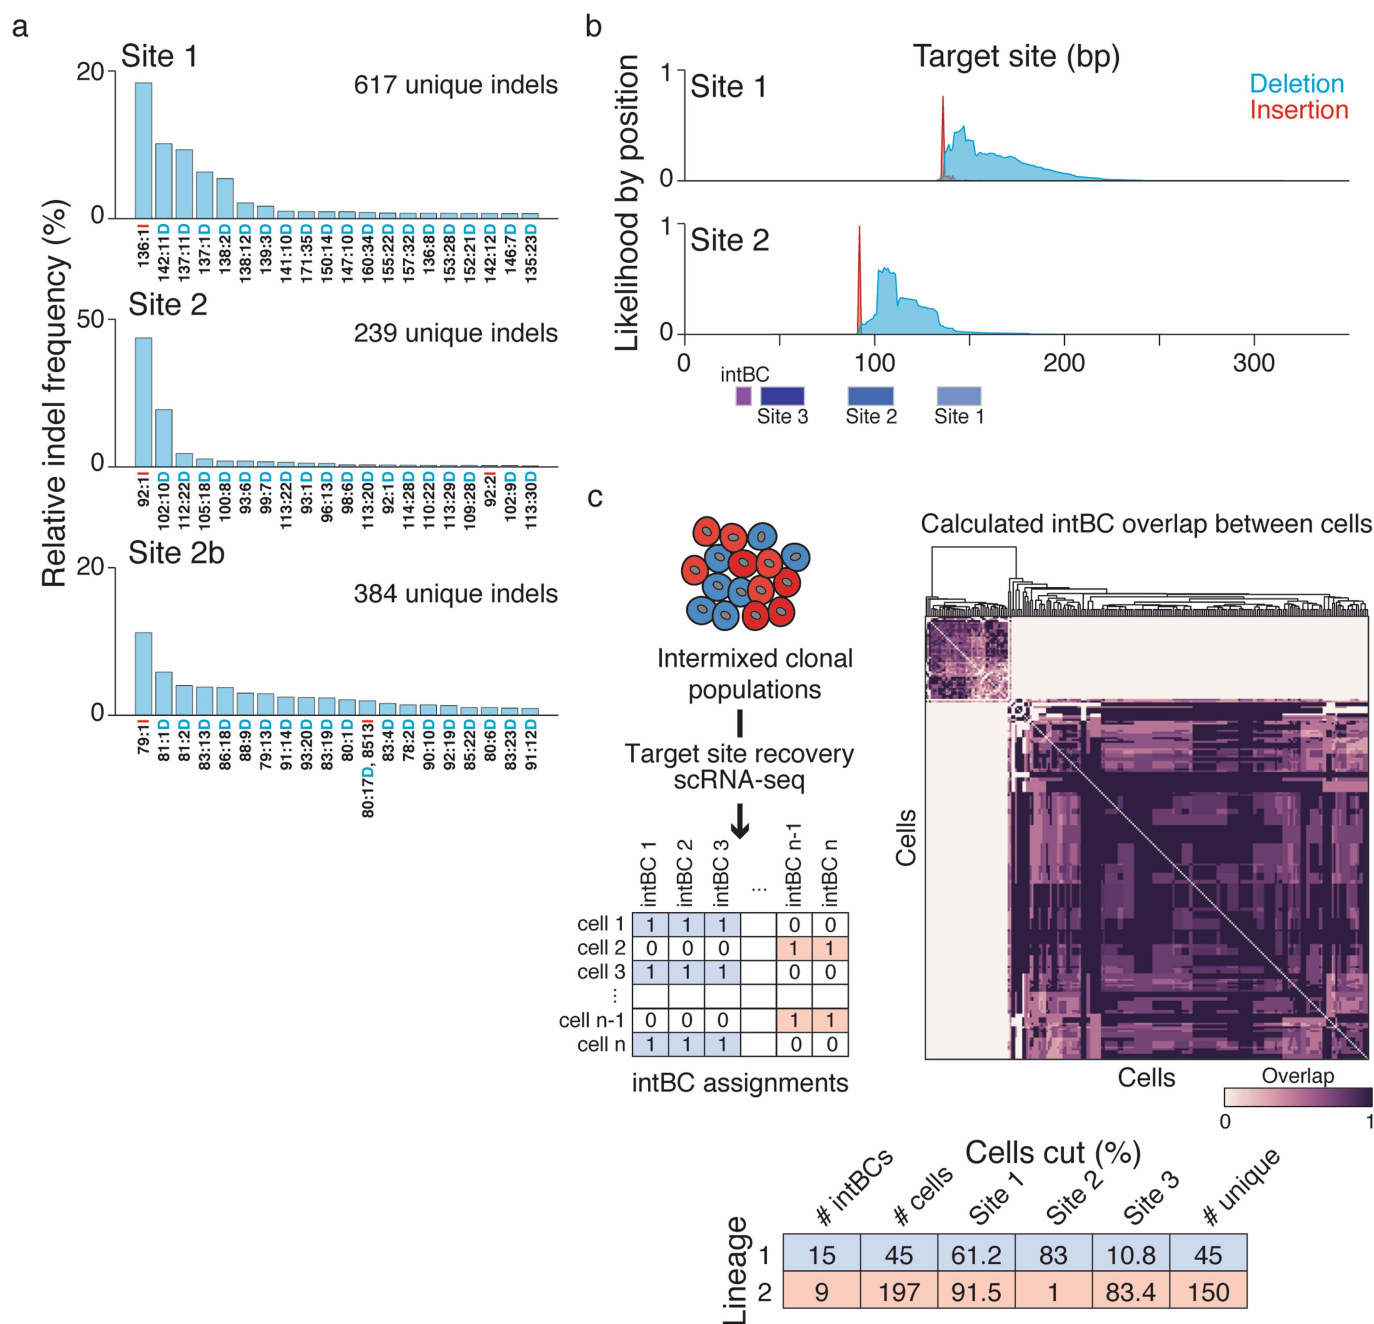 a
Site 1
617 unique indels
20
0
136:1I
142:11D
137:11D
137:1D
138:2D
138:12D
139:3D
141:10D
171:35D
150:14D
147:10D
160:34D
155:22D
157:32D
136:8D
153:28D
152:21D
142:12D
146:7D
135:23D
Relative indel frequency (%)
Site 2
239 unique indels
50
0
92:1I
102:10D
112:22D
105:18D
100:8D
93:6D
99:7D
113:22D
93:1D
96:13D
98:6D
113:20D
92:1D
114:28D
110:22D
113:29D
109:28D
92:2I
102:9D
113:30D
Site 2b
384 unique indels
20
0
79:1I
81:1D
81:2D
83:13D
86:18D
88:9D
79:13D
91:14D
93:20D
83:19D
80:1D
80:17D, 8513I
83:4D
78:2D
90:10D
92:19D
85:22D
80:6D
83:23D
91:12D
b
Target site (bp)
Likelihood by position
1
0
Site 1
Deletion
Insertion
1
0
Site 2
0
100
200
300
intBC
Site 3
Site 2
Site 1
c
Intermixed clonal
populations
Target site recovery
scRNA-seq
intBC 1
intBC 2
intBC 3
...
intBC n-1
intBC n
cell 1 1 1 1 0 0
cell 2 0 0 0 1 1
cell 3 1 1 1 0 0
...
cell n-1 0 0 0 1 1
cell n 1 1 1 0 0
intBC assignments
Calculated intBC overlap between cells
Cells
Cells
Overlap
0 1
Cells cut (%)
# intBCs
# cells
Site 1
Site 2
Site 3
# unique
Lineage
1 15 45 61.2 83 10.8 45
2 9 197 91.5 1 83.4 150